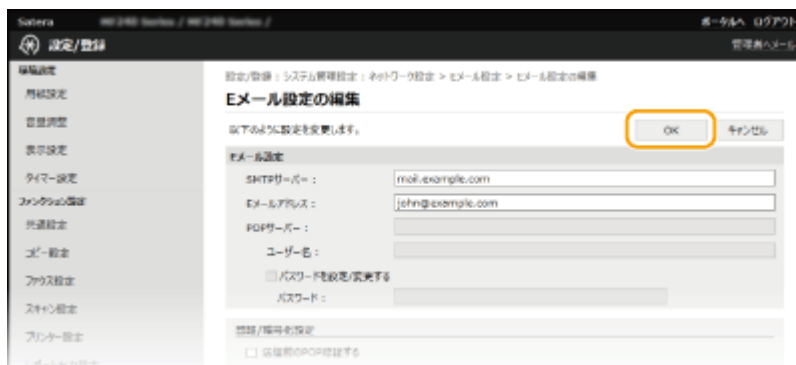 Satera MF240 Series / MF240 Series /
ポータルへ ログアウト
設定/登録
管理者へメール
環境設定
用紙設定
音量調整
表示設定
タイマー設定
ファンクション設定
共通設定
コピー設定
ファクス設定
スキャン設定
プリンター設定
設定/登録 : システム管理設定 : ネットワーク設定 > Eメール設定 > Eメール設定の編集
Eメール設定の編集
以下のように設定を変更します。
OK
キャンセル
Eメール設定
SMTPサーバー :
mail.example.com
Eメールアドレス :
john@example.com
POPサーバー :
ユーザー名 :
パスワードを設定/変更する
パスワード :
認証/暗号化設定
送信前のPOP認証する